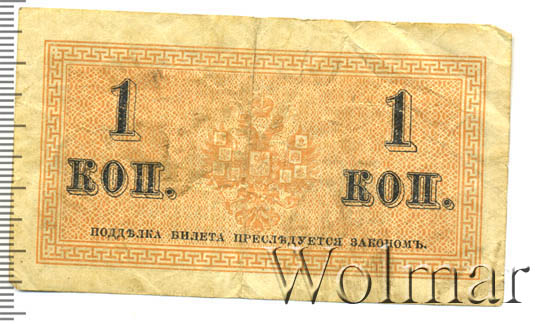 1 1
КОП. КОП.
ПОДДѢЛКА БИЛЕТА ПРЕСЛѢДУЕТСЯ ЗАКОНОМЪ.
Wolmar